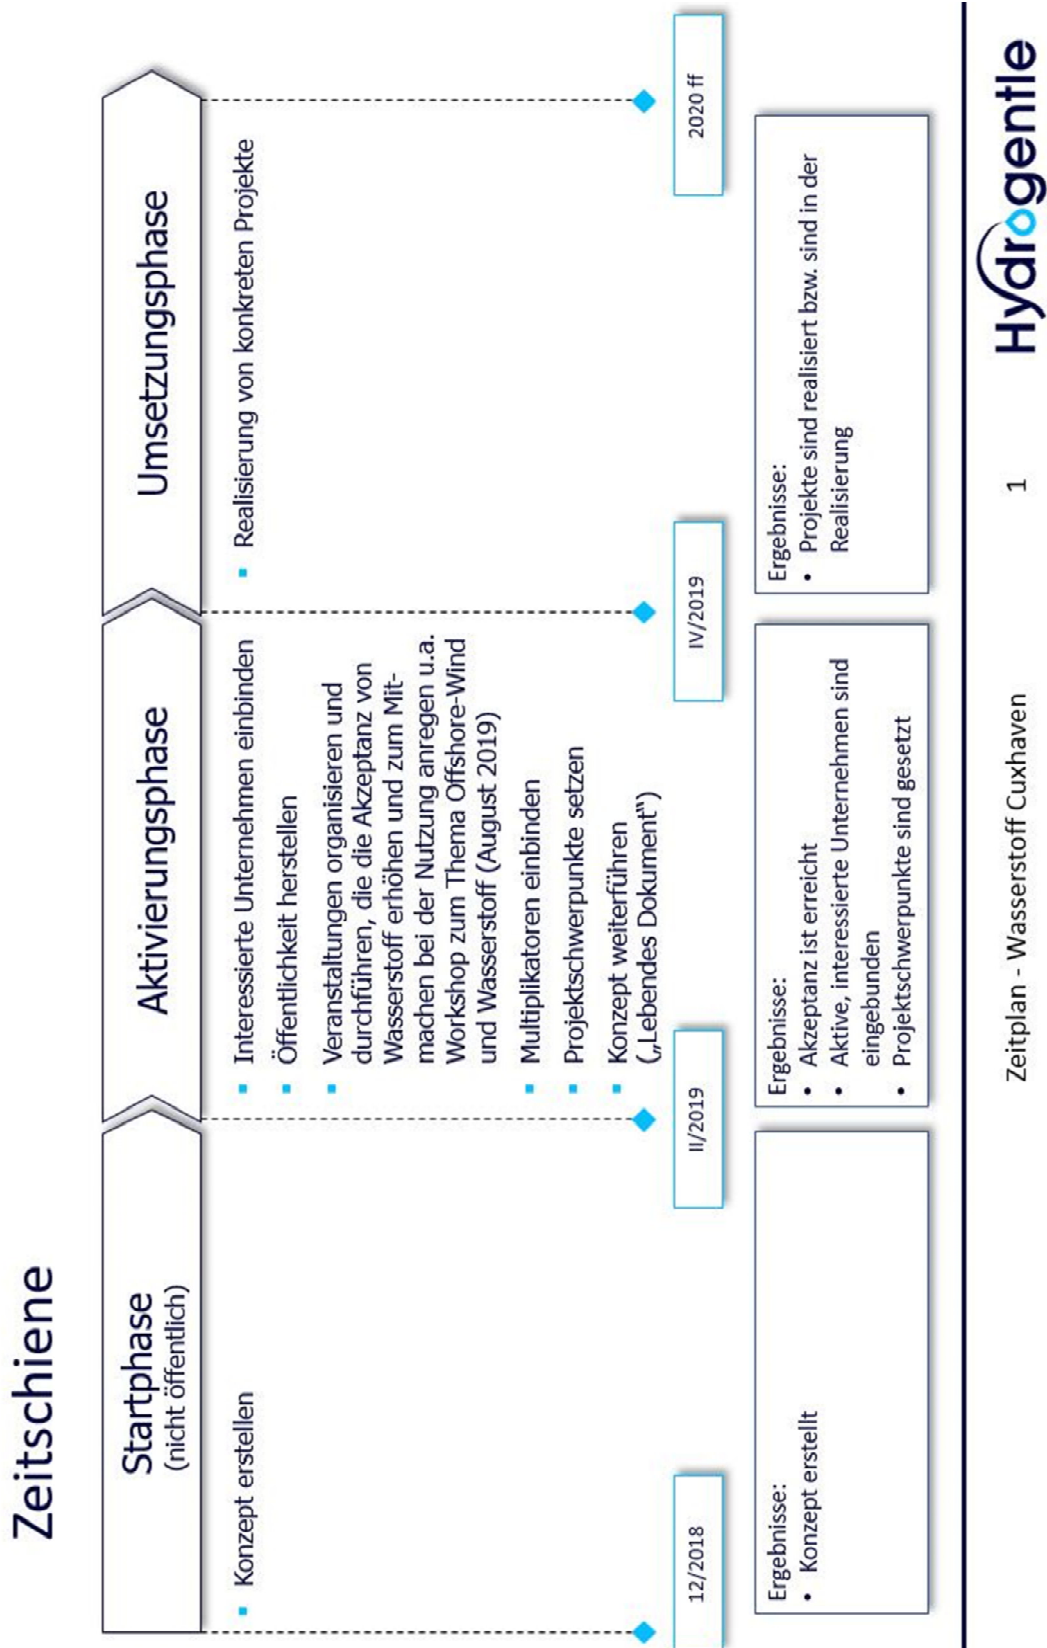 Zeitschiene
Startphase
(nicht öffentlich)
Aktivierungsphase
Umsetzungsphase
Konzept erstellen
Interessierte Unternehmen einbinden
Öffentlichkeit herstellen
Veranstaltungen organisieren und
durchführen, die die Akzeptanz von
Wasserstoff erhöhen und zum Mit-
machen bei der Nutzung anregen u.a.
Workshop zum Thema Offshore-Wind
und Wasserstoff (August 2019)
Multiplikatoren einbinden
Projektschwerpunkte setzen
Konzept weiterführen
(„Lebendes Dokument“)
Realisierung von konkreten Projekte
12/2018
II/2019
IV/2019
2020 ff
Ergebnisse:
• Konzept erstellt
Ergebnisse:
• Akzeptanz ist erreicht
• Aktive, interessierte Unternehmen sind
eingebunden
• Projektschwerpunkte sind gesetzt
Ergebnisse:
• Projekte sind realisiert bzw. sind in der
Realisierung
Zeitplan - Wasserstoff Cuxhaven
1
Hydrogentle